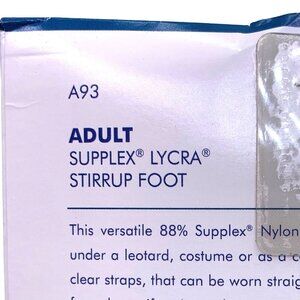 A93
ADULT
SUPPLEX® LYCRA®
STIRRUP FOOT
This versatile 88% Supplex® Nylon
under a leotard, costume or as a
clear straps, that can be worn